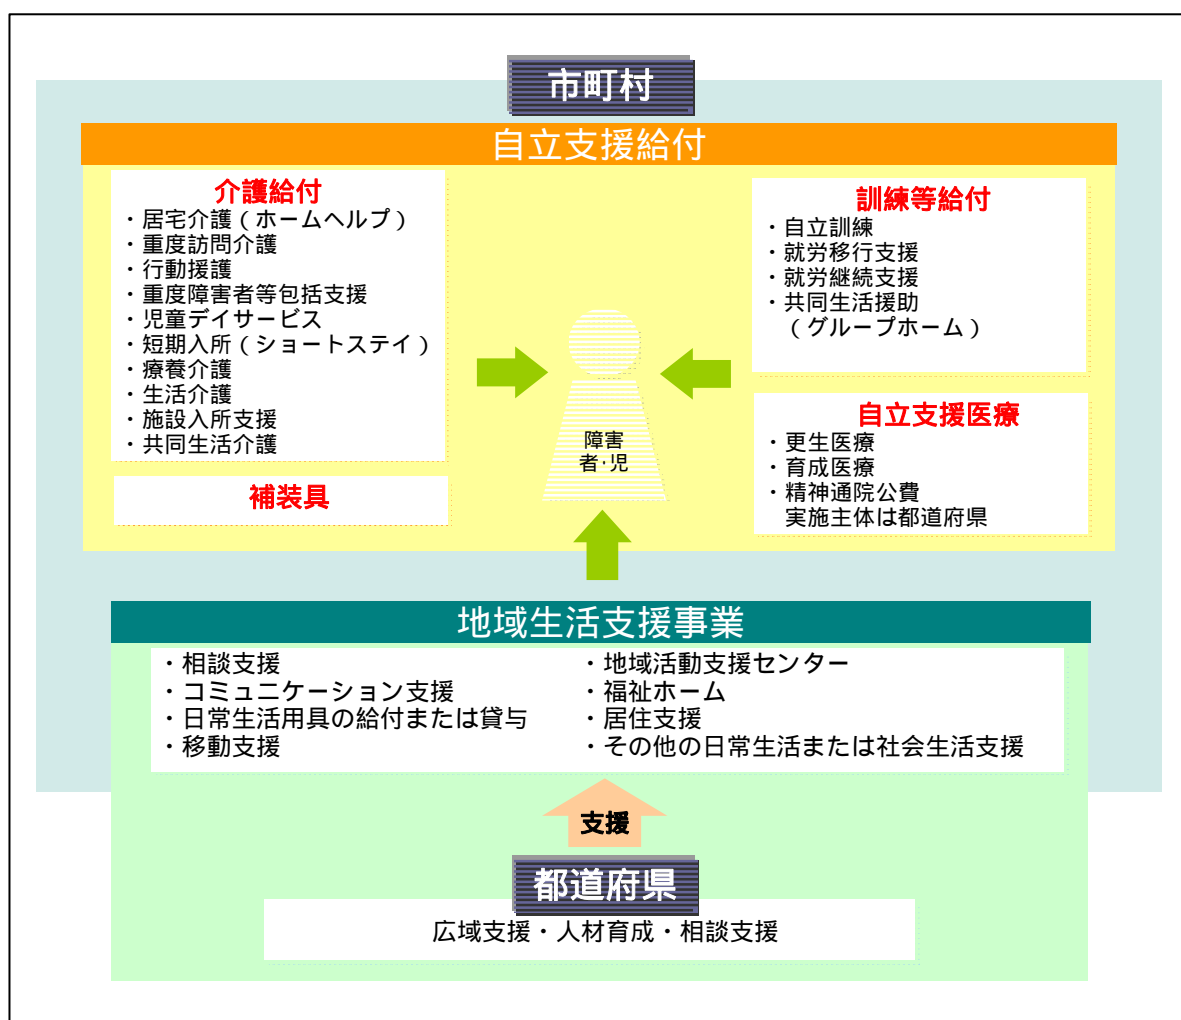 市町村
自立支援給付
介護給付
・居宅介護(ホームヘルプ)
・重度訪問介護
・行動援護
・重度障害者等包括支援
・児童デイサービス
・短期入所(ショートステイ)
・療養介護
・生活介護
・施設入所支援
・共同生活介護
補装具
訓練等給付
・自立訓練
・就労移行支援
・就労継続支援
・共同生活援助
(グループホーム)
自立支援医療
・更生医療
・育成医療
・精神通院公費
実施主体は都道府県
障害
者・児
地域生活支援事業
・相談支援
・コミュニケーション支援
・日常生活用具の給付または貸与
・移動支援
・地域活動支援センター
・福祉ホーム
・居住支援
・その他の日常生活または社会生活支援
支援
都道府県
広域支援・人材育成・相談支援